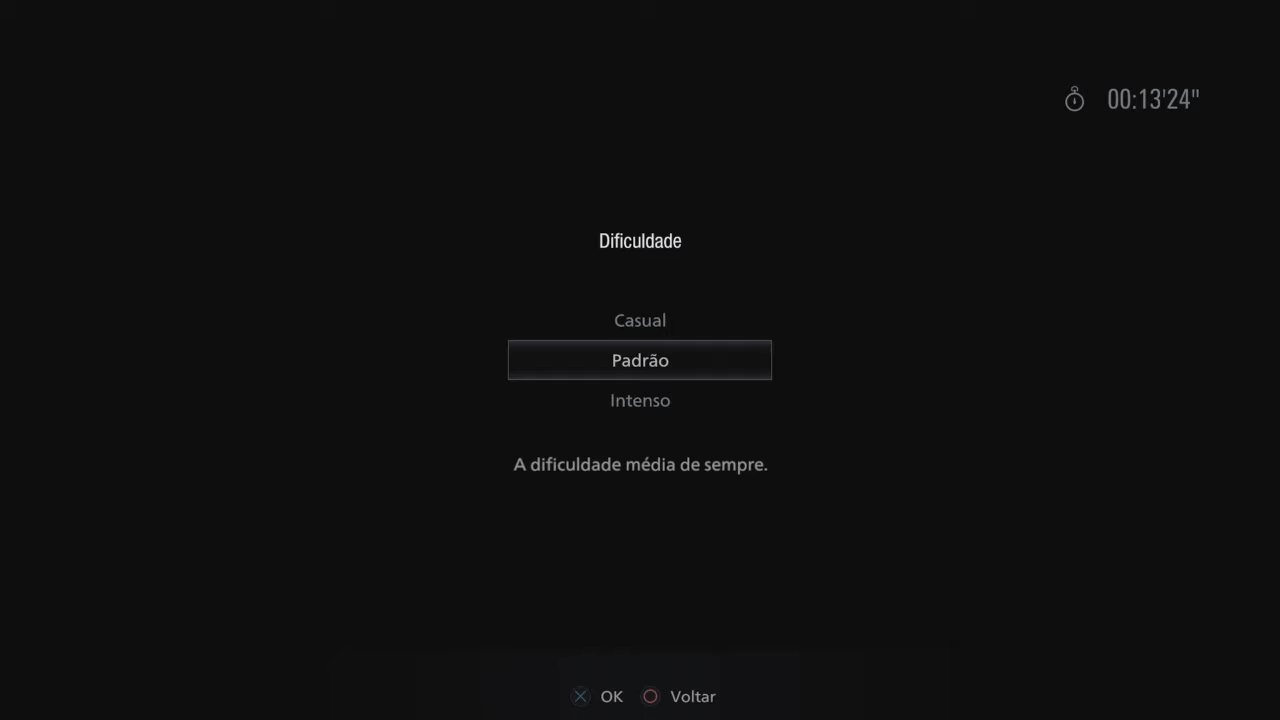 00:13'24"
Dificuldade
Casual
Padrão
Intenso
A dificuldade média de sempre.
OK Voltar